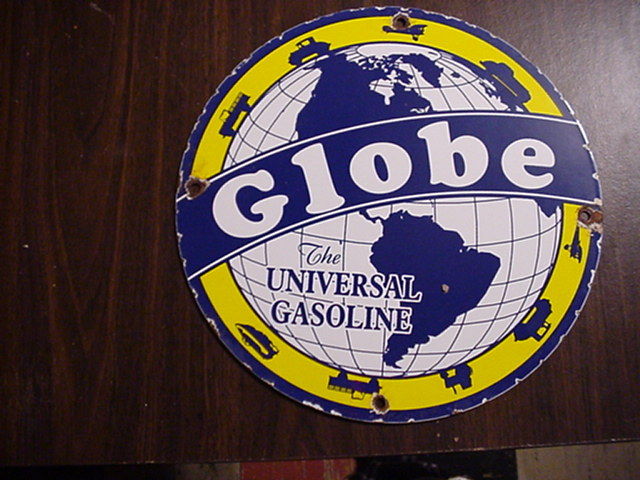 Globe
The
UNIVERSAL
GASOLINE